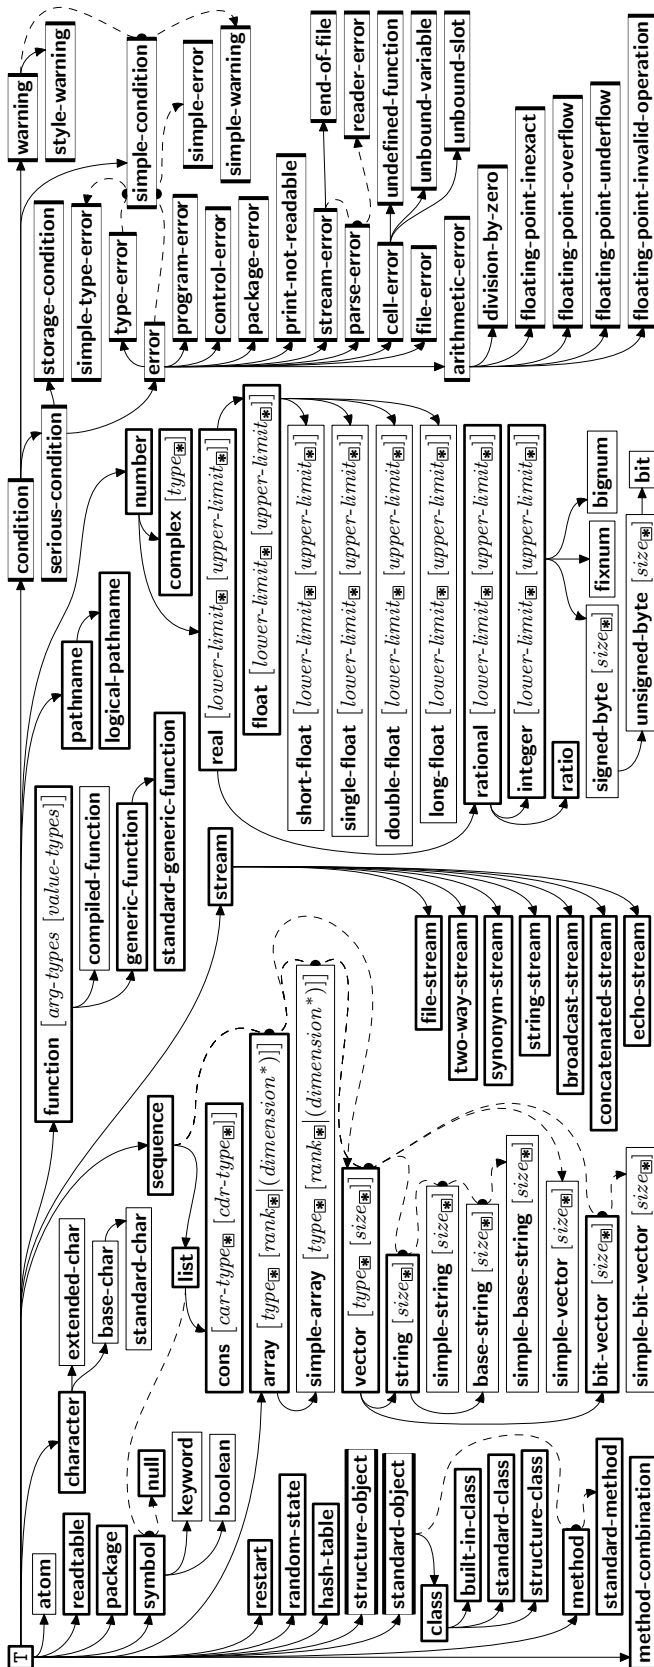 T
atom
readtable
package
symbol
null
keyword
boolean
restart
random-state
hash-table
structure-object
standard-object
class
built-in-class
standard-class
structure-class
method
standard-method
method-combination
character
extended-char
base-char
standard-char
sequence
list
cons [car-type✱ [cdr-type✱]]
array [type✱ [rank✱|(dimension*)]]
simple-array [type✱ [rank✱|(dimension*)]]
vector [type✱ [size✱]]
string [size✱]
simple-string [size✱]
base-string [size✱]
simple-base-string [size✱]
simple-vector [size✱]
bit-vector [size✱]
simple-bit-vector [size✱]
function [arg-types [value-types]]
compiled-function
generic-function
standard-generic-function
stream
file-stream
two-way-stream
synonym-stream
string-stream
broadcast-stream
concatenated-stream
echo-stream
pathname
logical-pathname
number
complex [type✱]
real [lower-limit✱ [upper-limit✱]]
float [lower-limit✱ [upper-limit✱]]
short-float [lower-limit✱ [upper-limit✱]]
single-float [lower-limit✱ [upper-limit✱]]
double-float [lower-limit✱ [upper-limit✱]]
long-float [lower-limit✱ [upper-limit✱]]
rational [lower-limit✱ [upper-limit✱]]
integer [lower-limit✱ [upper-limit✱]]
ratio
fixnum
bignum
signed-byte [size✱]
unsigned-byte [size✱]
bit
condition
serious-condition
storage-condition
simple-type-error
type-error
error
program-error
control-error
package-error
print-not-readable
stream-error
parse-error
cell-error
file-error
arithmetic-error
warning
style-warning
simple-condition
simple-error
simple-warning
end-of-file
reader-error
undefined-function
unbound-variable
unbound-slot
division-by-zero
floating-point-inexact
floating-point-overflow
floating-point-underflow
floating-point-invalid-operation